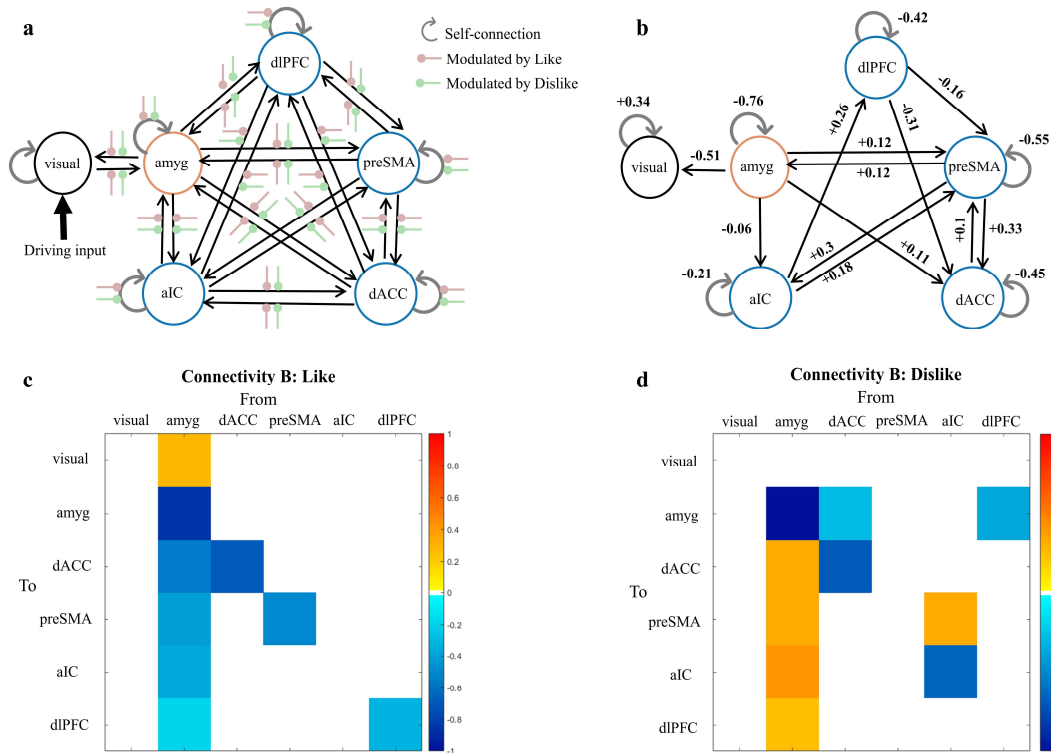 a
Self-connection
Modulated by Like
Modulated by Dislike
dlPFC
visual
amyg
preSMA
Driving input
aIC
dACC
b
-0.42
dlPFC
+0.34
-0.76
+0.26
-0.31
-0.16
-0.55
visual
-0.51
amyg
+0.12
+0.12
preSMA
-0.06
+0.3
+0.18
+0.11
+0.1
+0.33
-0.21
aIC
dACC
-0.45
c
Connectivity B: Like
From
visual amyg dACC preSMA aIC dlPFC
To
visual
amyg
dACC
preSMA
aIC
dlPFC
1
0.8
0.6
0.4
0.2
0
-0.2
-0.4
-0.6
-0.8
-1
d
Connectivity B: Dislike
From
visual amyg dACC preSMA aIC dlPFC
To
visual
amyg
dACC
preSMA
aIC
dlPFC